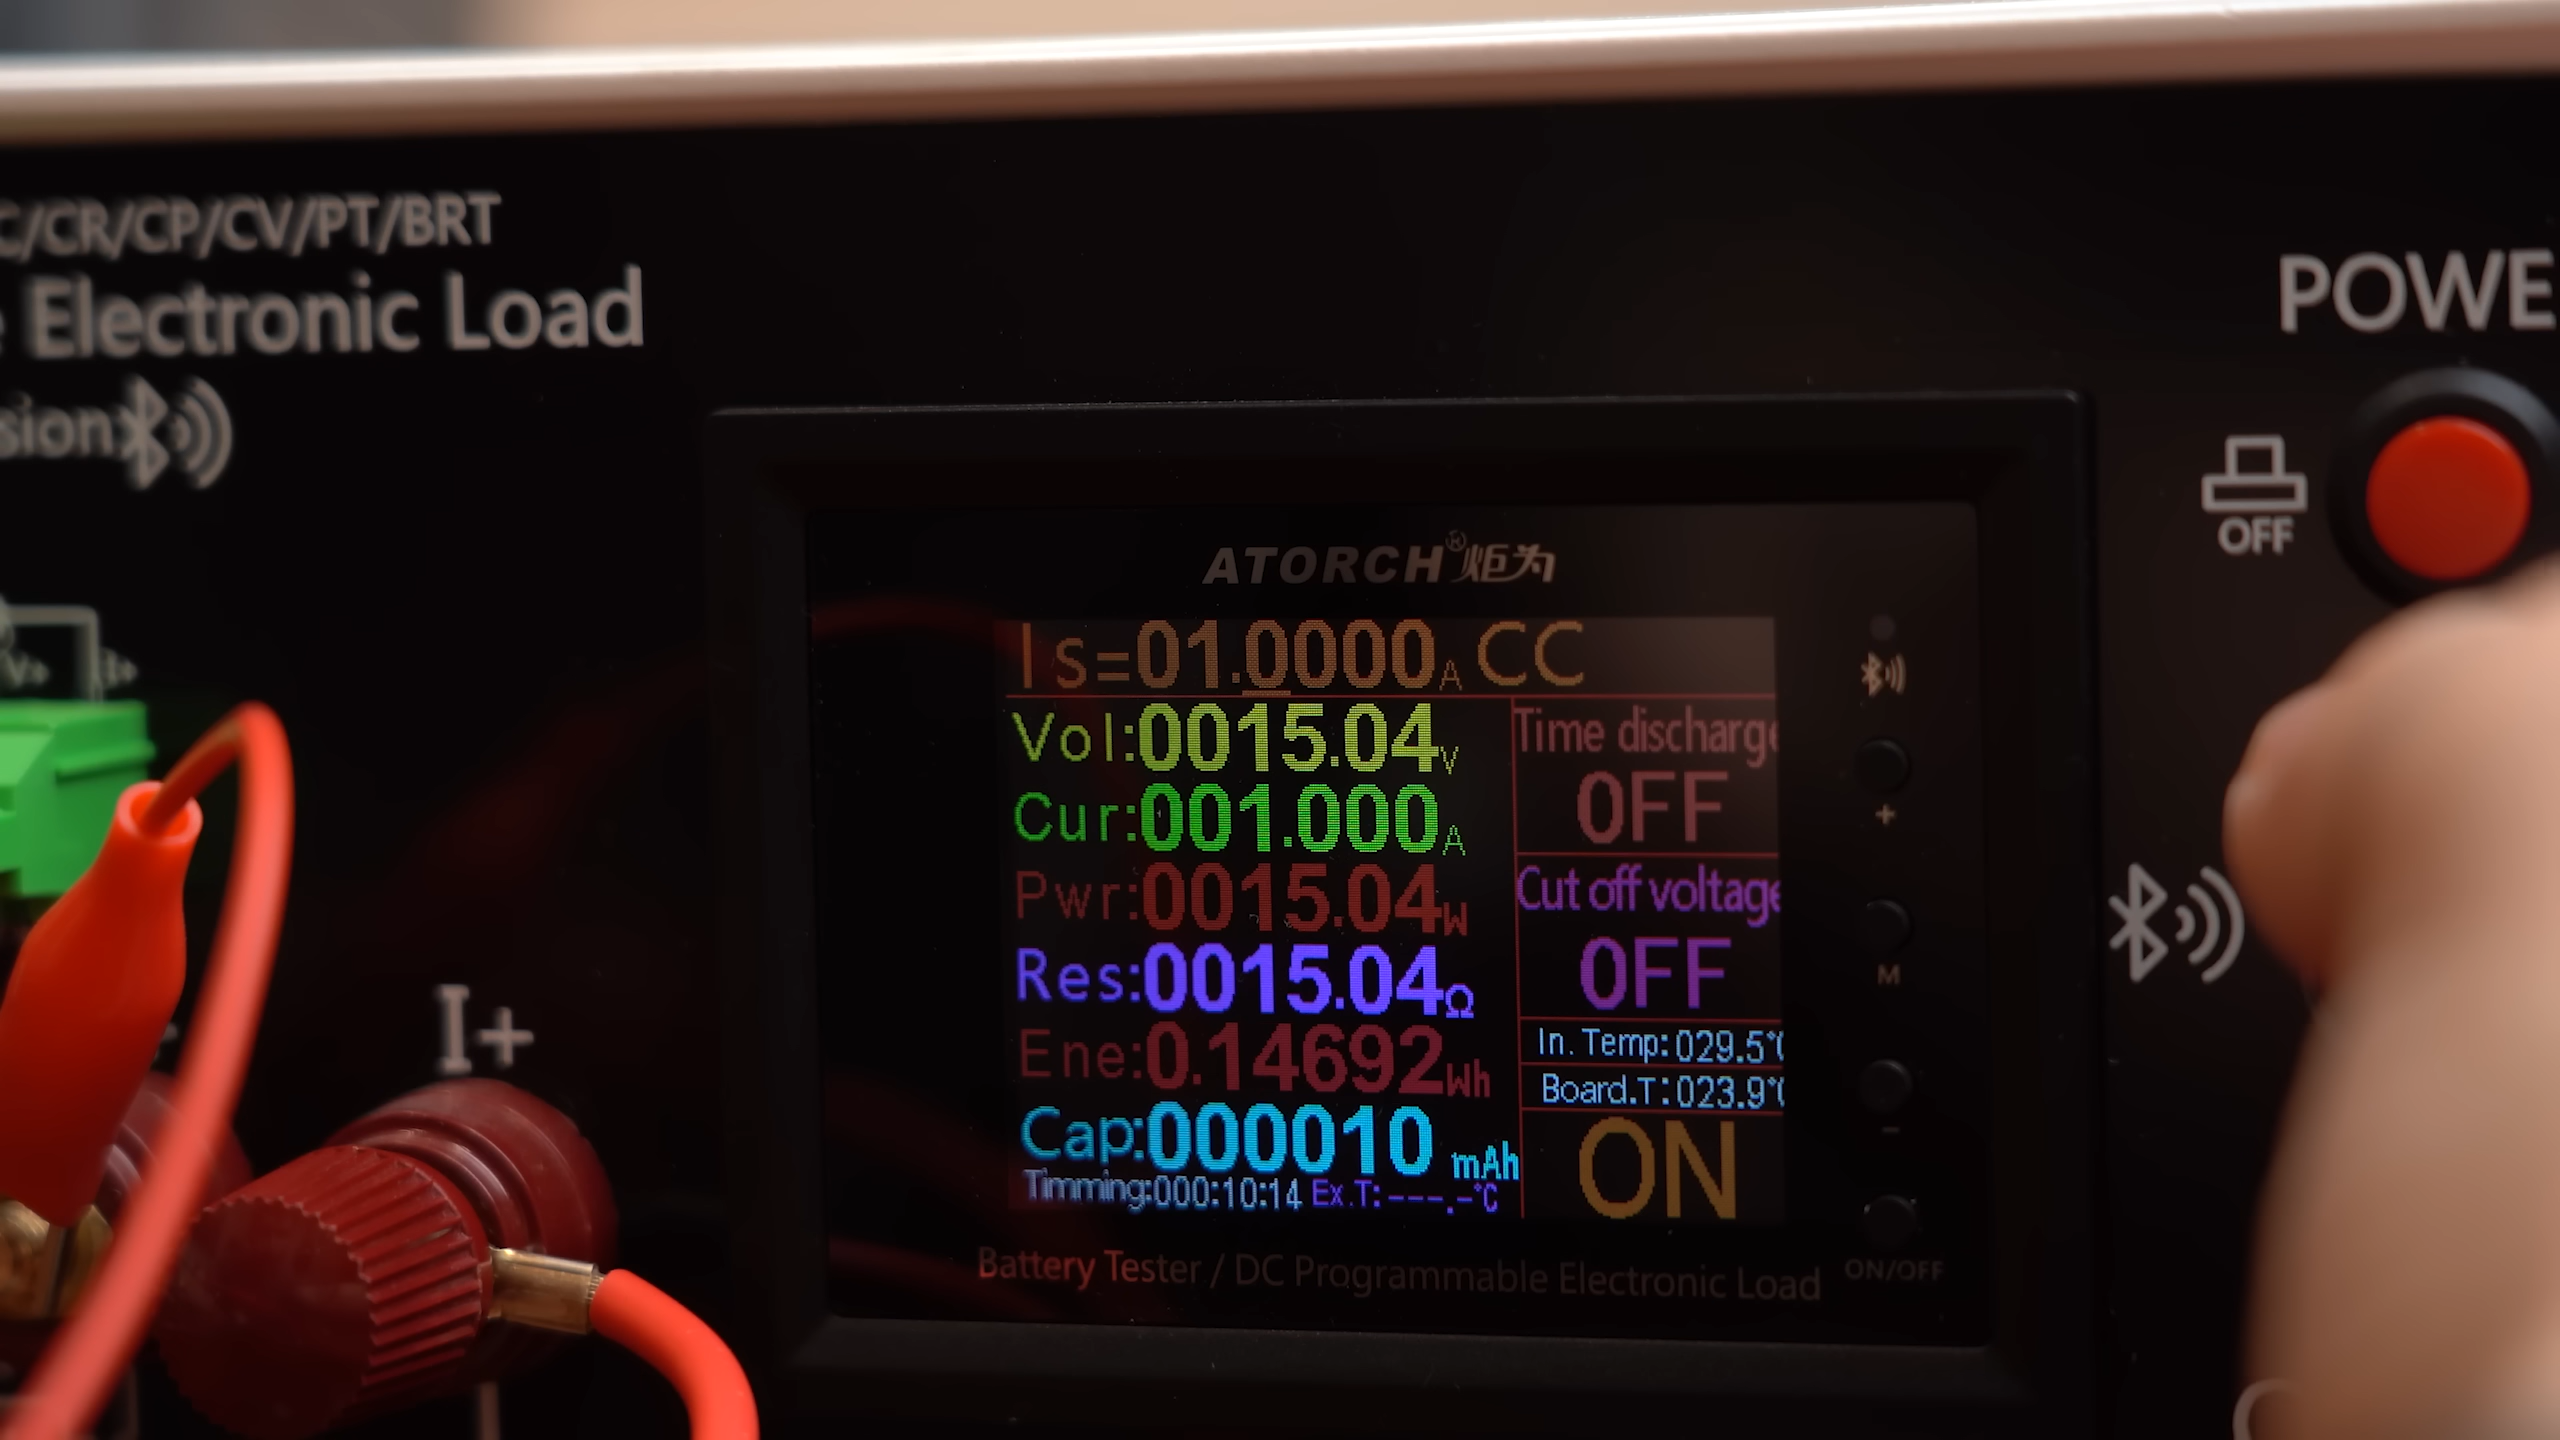 C/CR/CP/CV/PT/BRT
Electronic Load
sion
V+ I+
I+
POWE
OFF
ATORCH®炬为
Is=01.0000A CC
Vol:0015.04V
Cur:001.000A
Pwr:0015.04W
Res:0015.04Ω
Ene:0.14692Wh
Cap:000010 mAh
Timming:000:10:14 Ex.T:---.-°C
Time discharge
OFF
Cut off voltage
OFF
In. Temp:029.5°C
Board.T:023.9°C
ON
+
M
-
ON/OFF
Battery Tester / DC Programmable Electronic Load